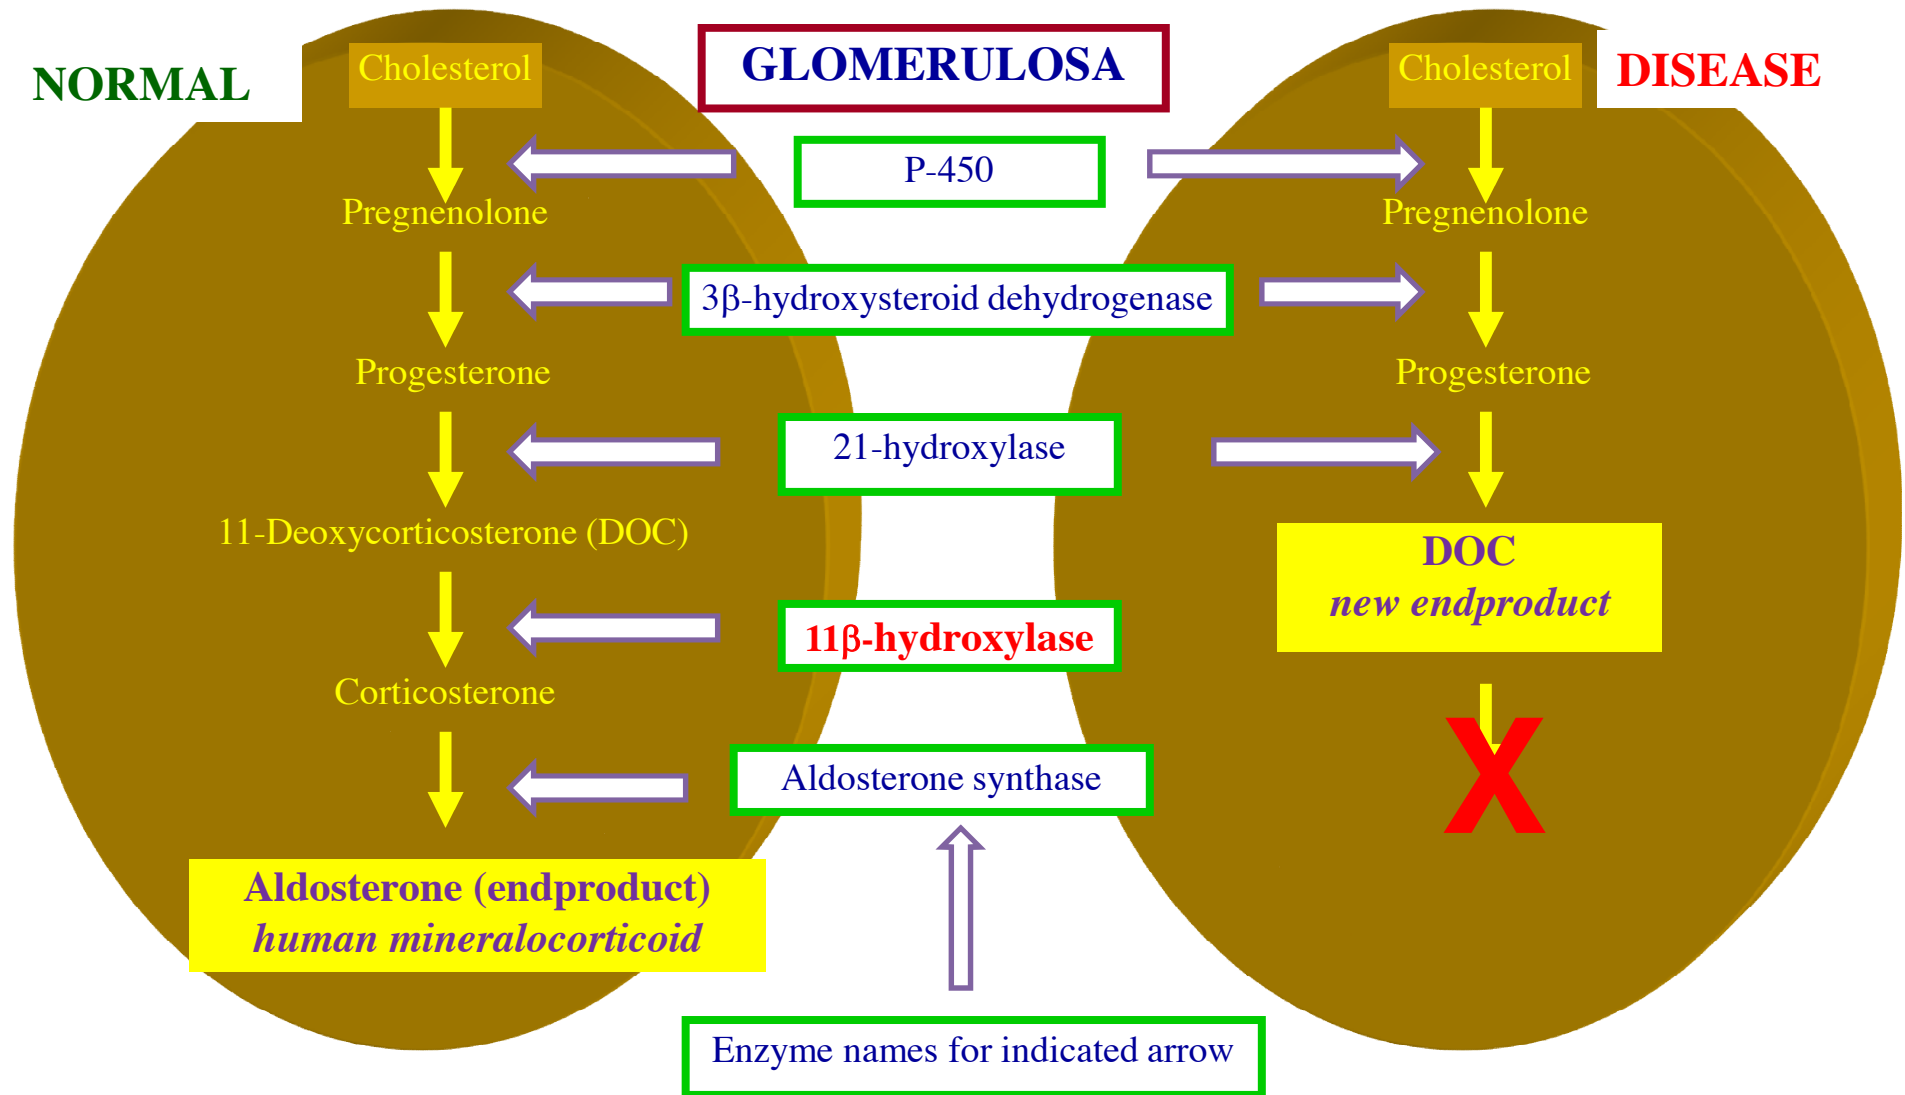 NORMAL
Cholesterol
GLOMERULOSA
Cholesterol
DISEASE
P-450
Pregnenolone
Pregnenolone
3β-hydroxysteroid dehydrogenase
Progesterone
Progesterone
21-hydroxylase
11-Deoxycorticosterone (DOC)
DOC
new endproduct
11β-hydroxylase
Corticosterone
X
Aldosterone synthase
Aldosterone (endproduct)
human mineralocorticoid
Enzyme names for indicated arrow